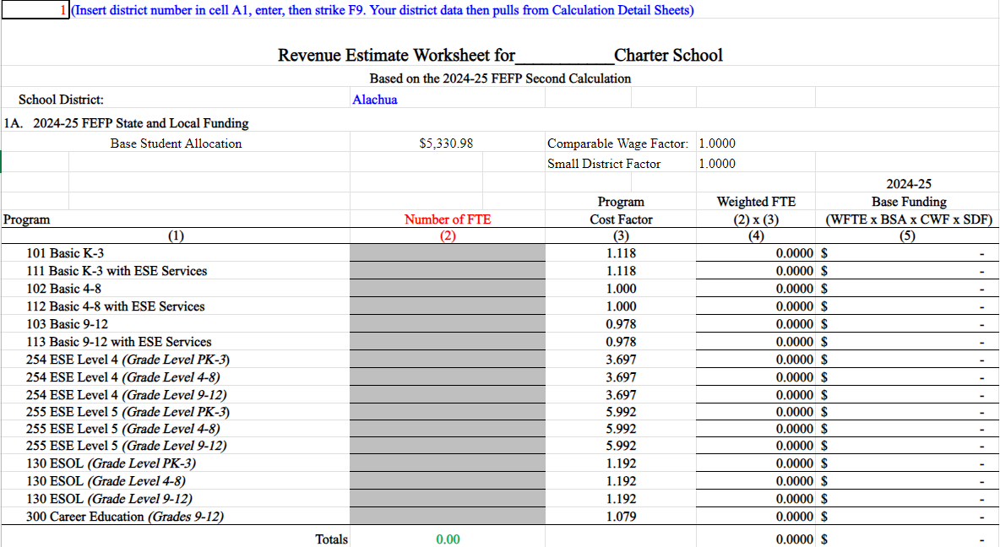 1 (Insert district number in cell A1, enter, then strike F9. Your district data then pulls from Calculation Detail Sheets)
Revenue Estimate Worksheet for___________Charter School
Based on the 2024-25 FEFP Second Calculation
School District: Alachua
1A. 2024-25 FEFP State and Local Funding
Base Student Allocation $5,330.98 Comparable Wage Factor: 1.0000
Small District Factor 1.0000
2024-25
Program Weighted FTE Base Funding
Program Number of FTE Cost Factor (2) x (3) (WFTE x BSA x CWF x SDF)
(1) (2) (3) (4) (5)
101 Basic K-3 1.118 0.0000 $ -
111 Basic K-3 with ESE Services 1.118 0.0000 $ -
102 Basic 4-8 1.000 0.0000 $ -
112 Basic 4-8 with ESE Services 1.000 0.0000 $ -
103 Basic 9-12 0.978 0.0000 $ -
113 Basic 9-12 with ESE Services 0.978 0.0000 $ -
254 ESE Level 4 (Grade Level PK-3) 3.697 0.0000 $ -
254 ESE Level 4 (Grade Level 4-8) 3.697 0.0000 $ -
254 ESE Level 4 (Grade Level 9-12) 3.697 0.0000 $ -
255 ESE Level 5 (Grade Level PK-3) 5.992 0.0000 $ -
255 ESE Level 5 (Grade Level 4-8) 5.992 0.0000 $ -
255 ESE Level 5 (Grade Level 9-12) 5.992 0.0000 $ -
130 ESOL (Grade Level PK-3) 1.192 0.0000 $ -
130 ESOL (Grade Level 4-8) 1.192 0.0000 $ -
130 ESOL (Grade Level 9-12) 1.192 0.0000 $ -
300 Career Education (Grades 9-12) 1.079 0.0000 $ -
Totals 0.00 0.0000 $ -